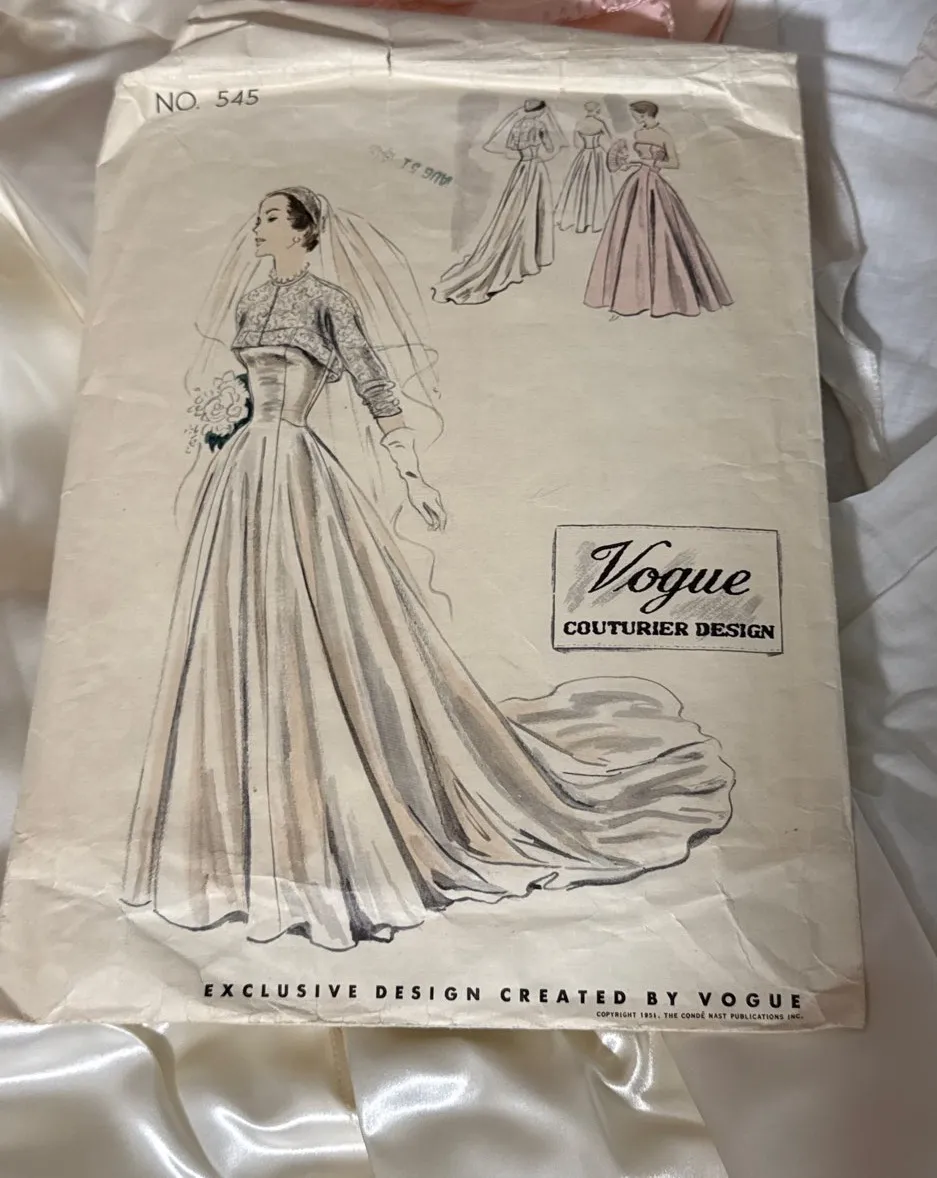 NO. 545
Vogue
COUTURIER DESIGN
EXCLUSIVE DESIGN CREATED BY VOGUE
COPYRIGHT 1951, THE CONDÉ NAST PUBLICATIONS INC.